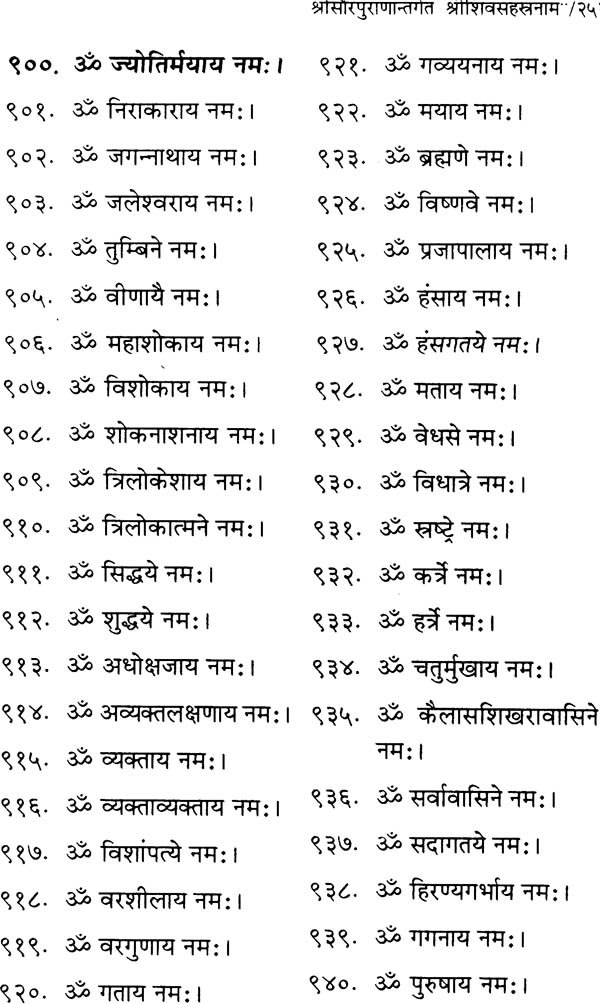 श्रीसौरपुराणान्तर्गत श्रीशिवसहस्रनाम /२५
९००. ॐ ज्योतिर्मयाय नमः।
९०१. ॐ निराकाराय नमः।
९०२. ॐ जगन्नाथाय नमः।
९०३. ॐ जलेश्वराय नमः।
९०४. ॐ तुम्बिने नमः।
९०५. ॐ वीणायै नमः।
९०६. ॐ महाशोकाय नमः।
९०७. ॐ विशोकाय नमः।
९०८. ॐ शोकनाशनाय नमः।
९०९. ॐ त्रिलोकेशाय नमः।
९१०. ॐ त्रिलोकात्मने नमः।
९११. ॐ सिद्धये नमः।
९१२. ॐ शुद्धये नमः।
९१३. ॐ अधोक्षजाय नमः।
९१४. ॐ अव्यक्तलक्षणाय नमः।
९१५. ॐ व्यक्ताय नमः।
९१६. ॐ व्यक्ताव्यक्ताय नमः।
९१७. ॐ विशांपत्ये नमः।
९१८. ॐ वरशीलाय नमः।
९१९. ॐ वरगुणाय नमः।
९२०. ॐ गताय नमः।
९२१. ॐ गव्ययनाय नमः।
९२२. ॐ मयाय नमः।
९२३. ॐ ब्रह्मणे नमः।
९२४. ॐ विष्णवे नमः।
९२५. ॐ प्रजापालाय नमः।
९२६. ॐ हंसाय नमः।
९२७. ॐ हंसगतये नमः।
९२८. ॐ मताय नमः।
९२९. ॐ वेधसे नमः।
९३०. ॐ विधात्रे नमः।
९३१. ॐ स्रष्ट्रे नमः।
९३२. ॐ कर्त्रे नमः।
९३३. ॐ हर्त्रे नमः।
९३४. ॐ चतुर्मुखाय नमः।
९३५. ॐ कैलासशिखरावासिने
नमः।
९३६. ॐ सर्वावासिने नमः।
९३७. ॐ सदागतये नमः।
९३८. ॐ हिरण्यगर्भाय नमः।
९३९. ॐ गगनाय नमः।
९४०. ॐ पुरुषाय नमः।